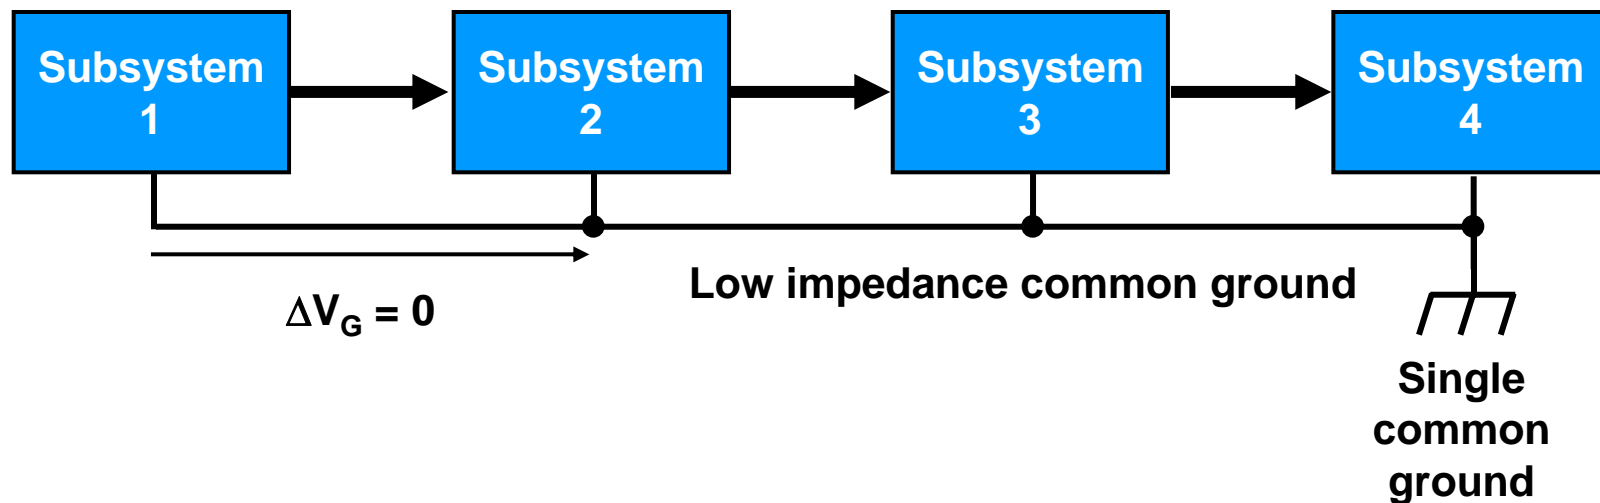 Subsystem
1
Subsystem
2
Subsystem
3
Subsystem
4
Low impedance common ground
ΔVG = 0
Single
common
ground